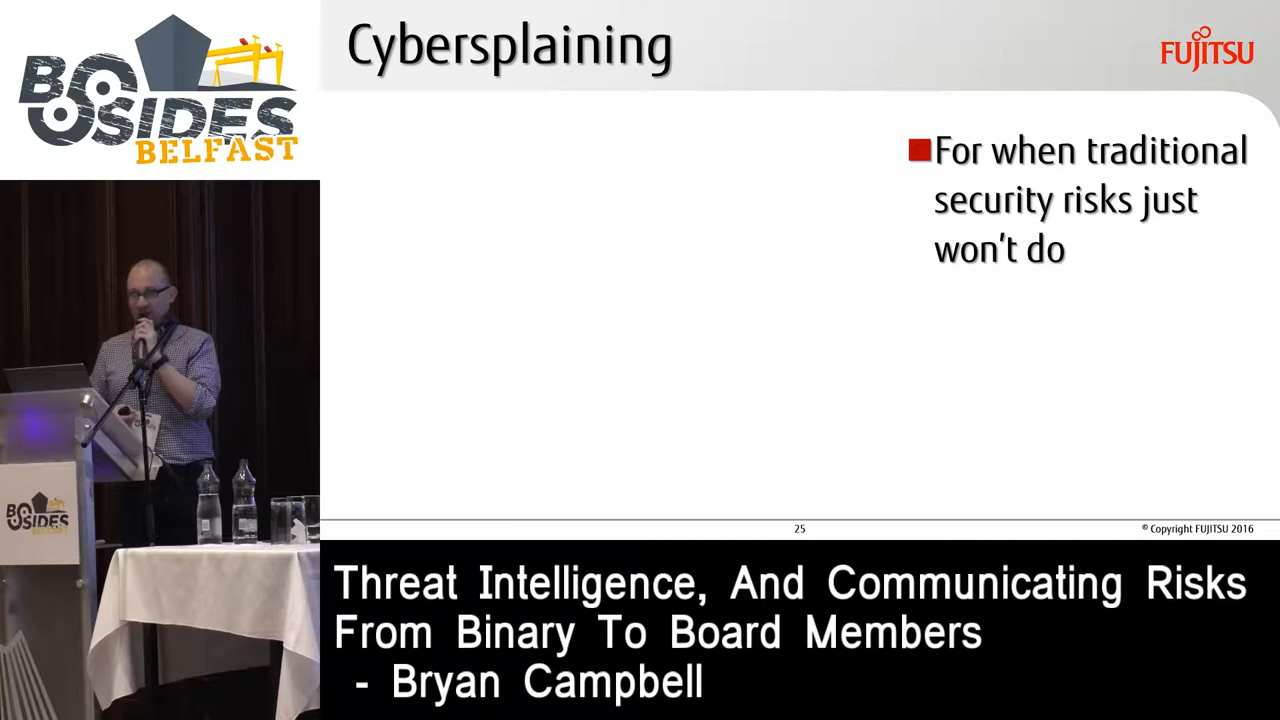 BSIDES
BELFAST
Cybersplaining
FUJITSU
For when traditional
security risks just
won't do
BSIDES
BELFAST
25
© Copyright FUJITSU 2016
Threat Intelligence, And Communicating Risks
From Binary To Board Members
- Bryan Campbell